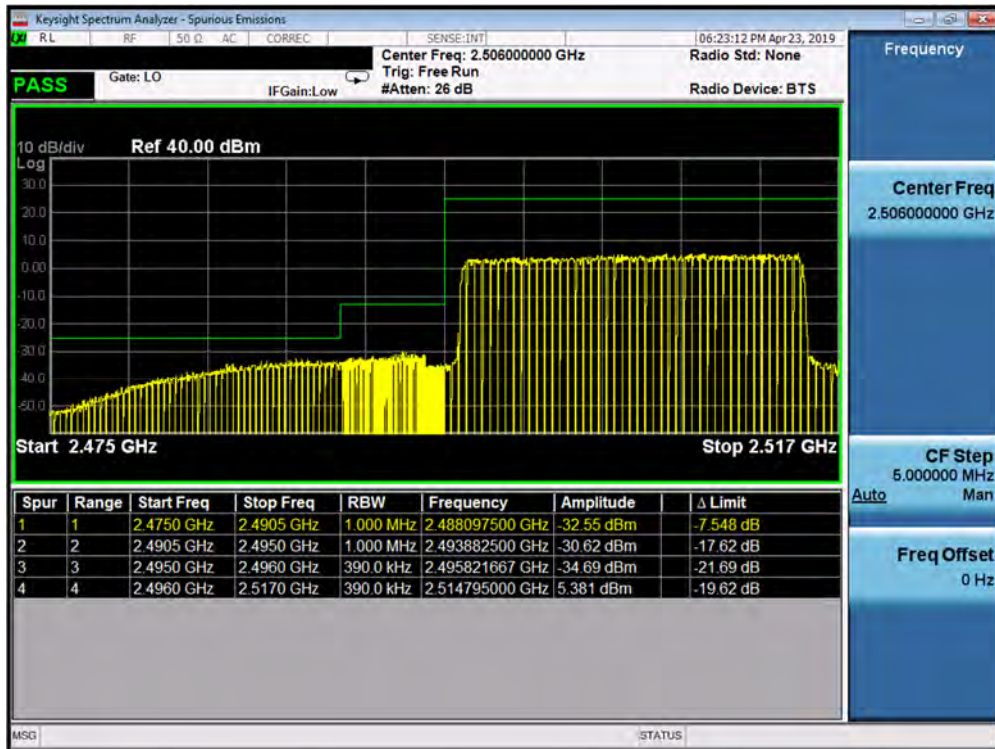 Keysight Spectrum Analyzer - Spurious Emissions
LXI RL RF 50 Ω AC CORREC SENSE:INT 06:23:12 PM Apr 23, 2019
Center Freq: 2.506000000 GHz Radio Std: None
Gate: LO Trig: Free Run
PASS IFGain:Low #Atten: 26 dB Radio Device: BTS
10 dB/div Ref 40.00 dBm
Log
30.0
20.0
10.0
0.00
-10.0
-20.0
-30.0
-40.0
-50.0
Start 2.475 GHz Stop 2.517 GHz
Spur Range Start Freq Stop Freq RBW Frequency Amplitude Δ Limit
1 1 2.4750 GHz 2.4905 GHz 1.000 MHz 2.488097500 GHz -32.55 dBm -7.548 dB
2 2 2.4905 GHz 2.4950 GHz 1.000 MHz 2.493882500 GHz -30.62 dBm -17.62 dB
3 3 2.4950 GHz 2.4960 GHz 390.0 kHz 2.495821667 GHz -34.69 dBm -21.69 dB
4 4 2.4960 GHz 2.5170 GHz 390.0 kHz 2.514795000 GHz 5.381 dBm -19.62 dB
Frequency
Center Freq
2.506000000 GHz
CF Step
5.000000 MHz
Auto Man
Freq Offset
0 Hz
MSG STATUS